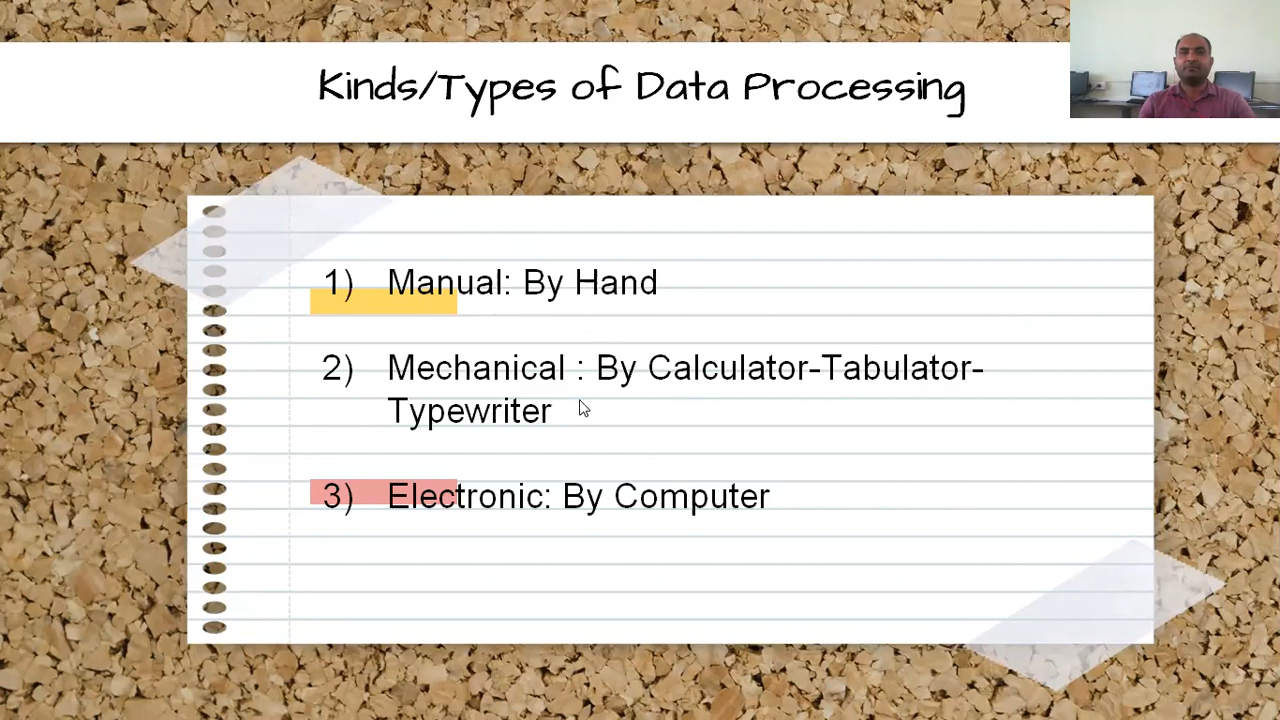 Kinds/Types of Data Processing
1) Manual: By Hand
2) Mechanical : By Calculator-Tabulator-
Typewriter
3) Electronic: By Computer